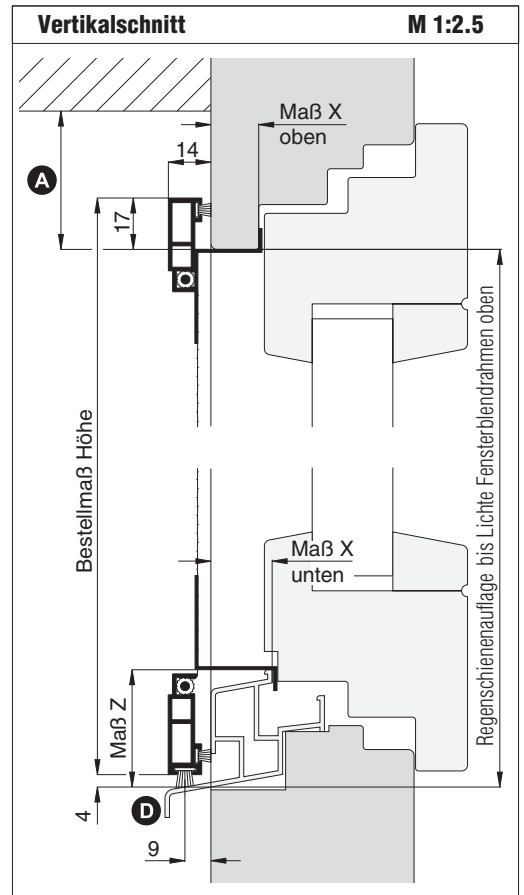 Vertikalschnitt M 1:2.5
Maß X
oben
14
A
17
Bestellmaß Höhe
Regenschienenauflage bis Lichte Fensterblendrahmen oben
Maß X
unten
Maß Z
4
D
9